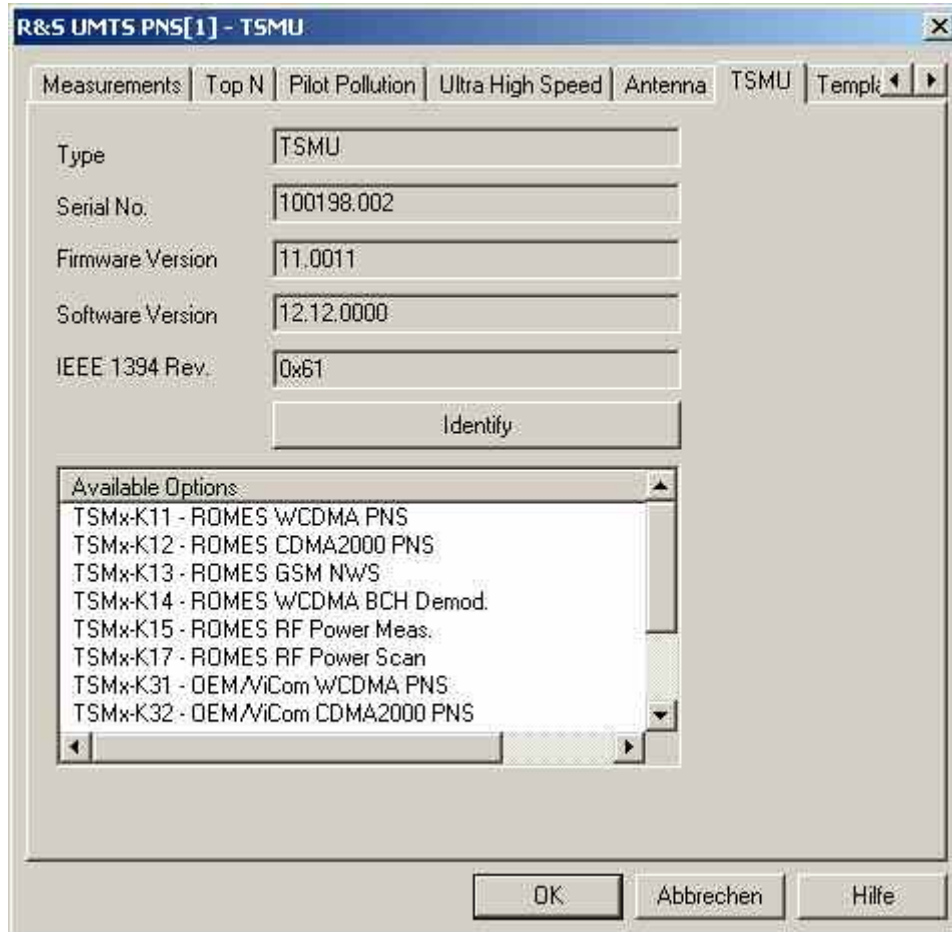 R&S UMTS PNS[1] - TSMU
Measurements Top N Pilot Pollution Ultra High Speed Antenna TSMU
Type TSMU
Serial No. 100198.002
Firmware Version 11.0011
Software Version 12.12.0000
IEEE 1394 Rev. 0x61
Identify
Available Options
TSMx-K11 - ROMES WCDMA PNS
TSMx-K12 - ROMES CDMA2000 PNS
TSMx-K13 - ROMES GSM NWS
TSMx-K14 - ROMES WCDMA BCH Demod.
TSMx-K15 - ROMES RF Power Meas.
TSMx-K17 - ROMES RF Power Scan
TSMx-K31 - OEM/ViCom WCDMA PNS
TSMx-K32 - OEM/ViCom CDMA2000 PNS
OK Abbrechen Hilfe